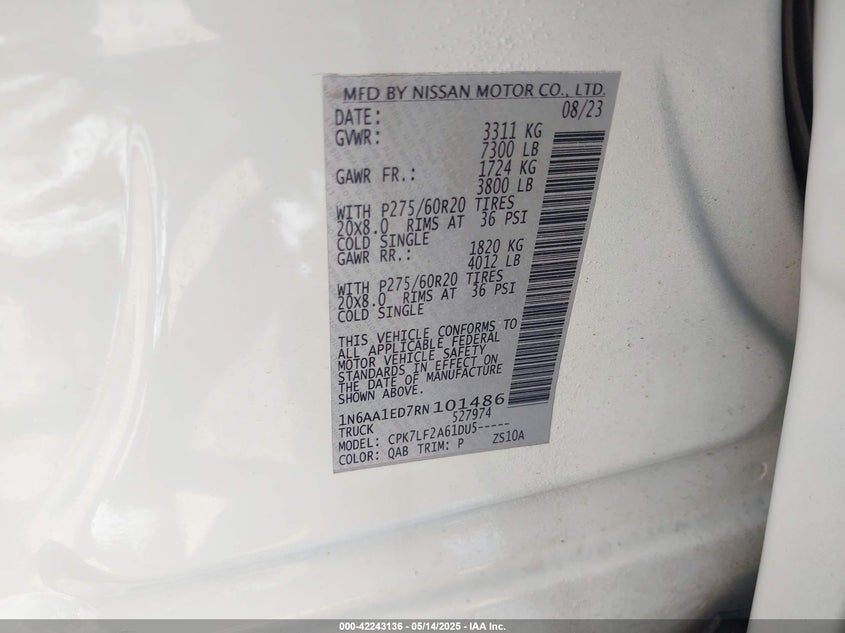 MFD BY NISSAN MOTOR CO., LTD.
DATE: 08/23
GVWR: 3311 KG
7300 LB
GAWR FR.: 1724 KG
3800 LB
WITH P275/60R20 TIRES
20x8.0 RIMS AT 36 PSI
COLD SINGLE
GAWR RR.: 1820 KG
4012 LB
WITH P275/60R20 TIRES
20x8.0 RIMS AT 36 PSI
COLD SINGLE
THIS VEHICLE CONFORMS TO
ALL APPLICABLE FEDERAL
MOTOR VEHICLE SAFETY
STANDARDS IN EFFECT ON
THE DATE OF MANUFACTURE
SHOWN ABOVE.
1N6AA1ED7RN101486
TRUCK 527974
MODEL: CPK7LF2A61DU5-----
COLOR: QAB TRIM: P ZS10A
000-42243136 - 05/14/2025 - IAA Inc.